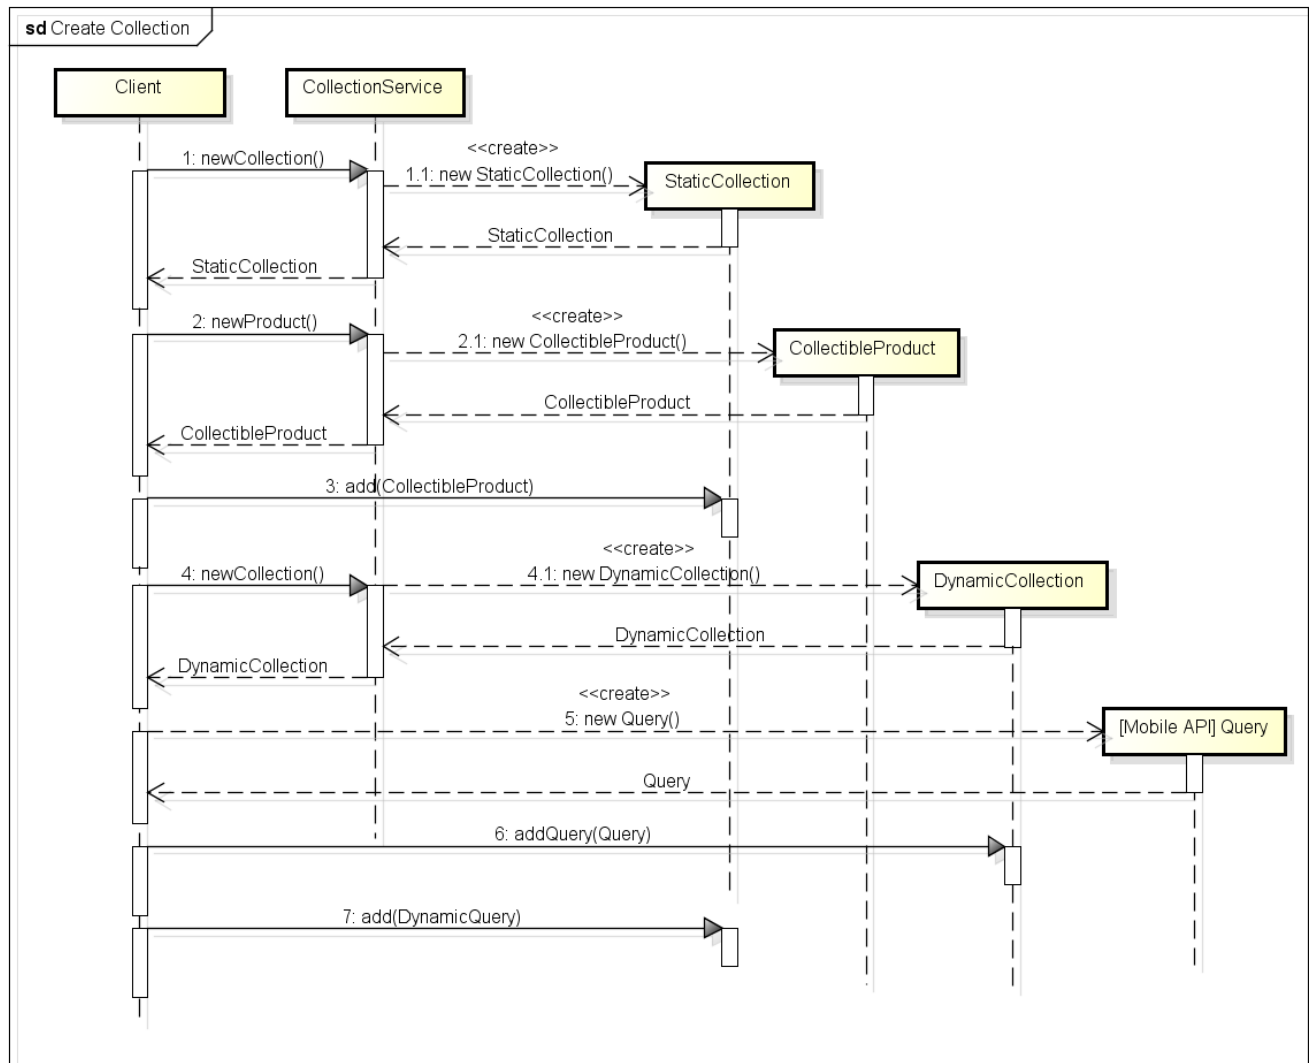 sd Create Collection
Client
CollectionService
<<create>>
1: newCollection()
1.1: new StaticCollection()
StaticCollection
StaticCollection
StaticCollection
<<create>>
2: newProduct()
2.1: new CollectibleProduct()
CollectibleProduct
CollectibleProduct
CollectibleProduct
3: add(CollectibleProduct)
<<create>>
4: newCollection()
4.1: new DynamicCollection()
DynamicCollection
DynamicCollection
DynamicCollection
<<create>>
5: new Query()
[Mobile API] Query
Query
6: addQuery(Query)
7: add(DynamicQuery)